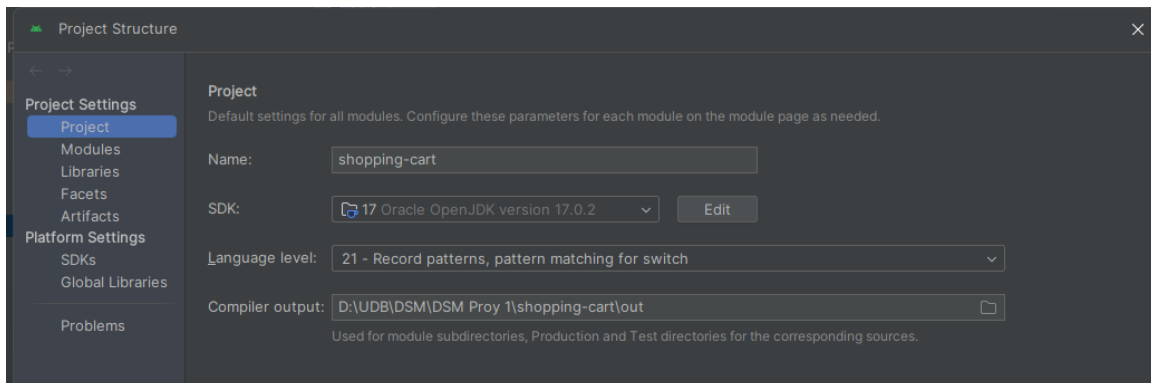 Project Structure
Project Settings
Project
Modules
Libraries
Facets
Artifacts
Platform Settings
SDKs
Global Libraries
Problems
Project
Default settings for all modules. Configure these parameters for each module on the module page as needed.
Name: shopping-cart
SDK: 17 Oracle OpenJDK version 17.0.2 Edit
Language level: 21 - Record patterns, pattern matching for switch
Compiler output: D:\UDB\DSM\DSM Proy 1\shopping-cart\out
Used for module subdirectories, Production and Test directories for the corresponding sources.